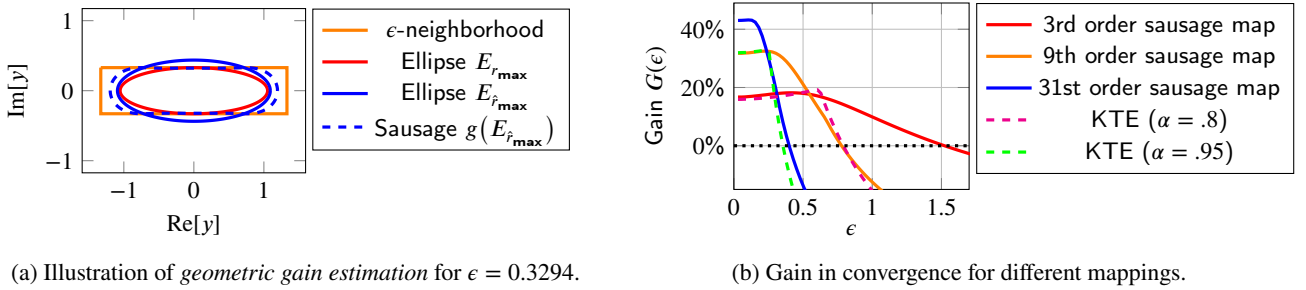 1
0
−1
Im[y]
−1
0
1
Re[y]
ϵ-neighborhood
Ellipse E_{r_max}
Ellipse E_{r̂_max}
Sausage g(E_{r̂_max})
(a) Illustration of geometric gain estimation for ϵ = 0.3294.
40%
20%
0%
Gain G(ϵ)
0
0.5
1
1.5
ϵ
3rd order sausage map
9th order sausage map
31st order sausage map
KTE (α = .8)
KTE (α = .95)
(b) Gain in convergence for different mappings.